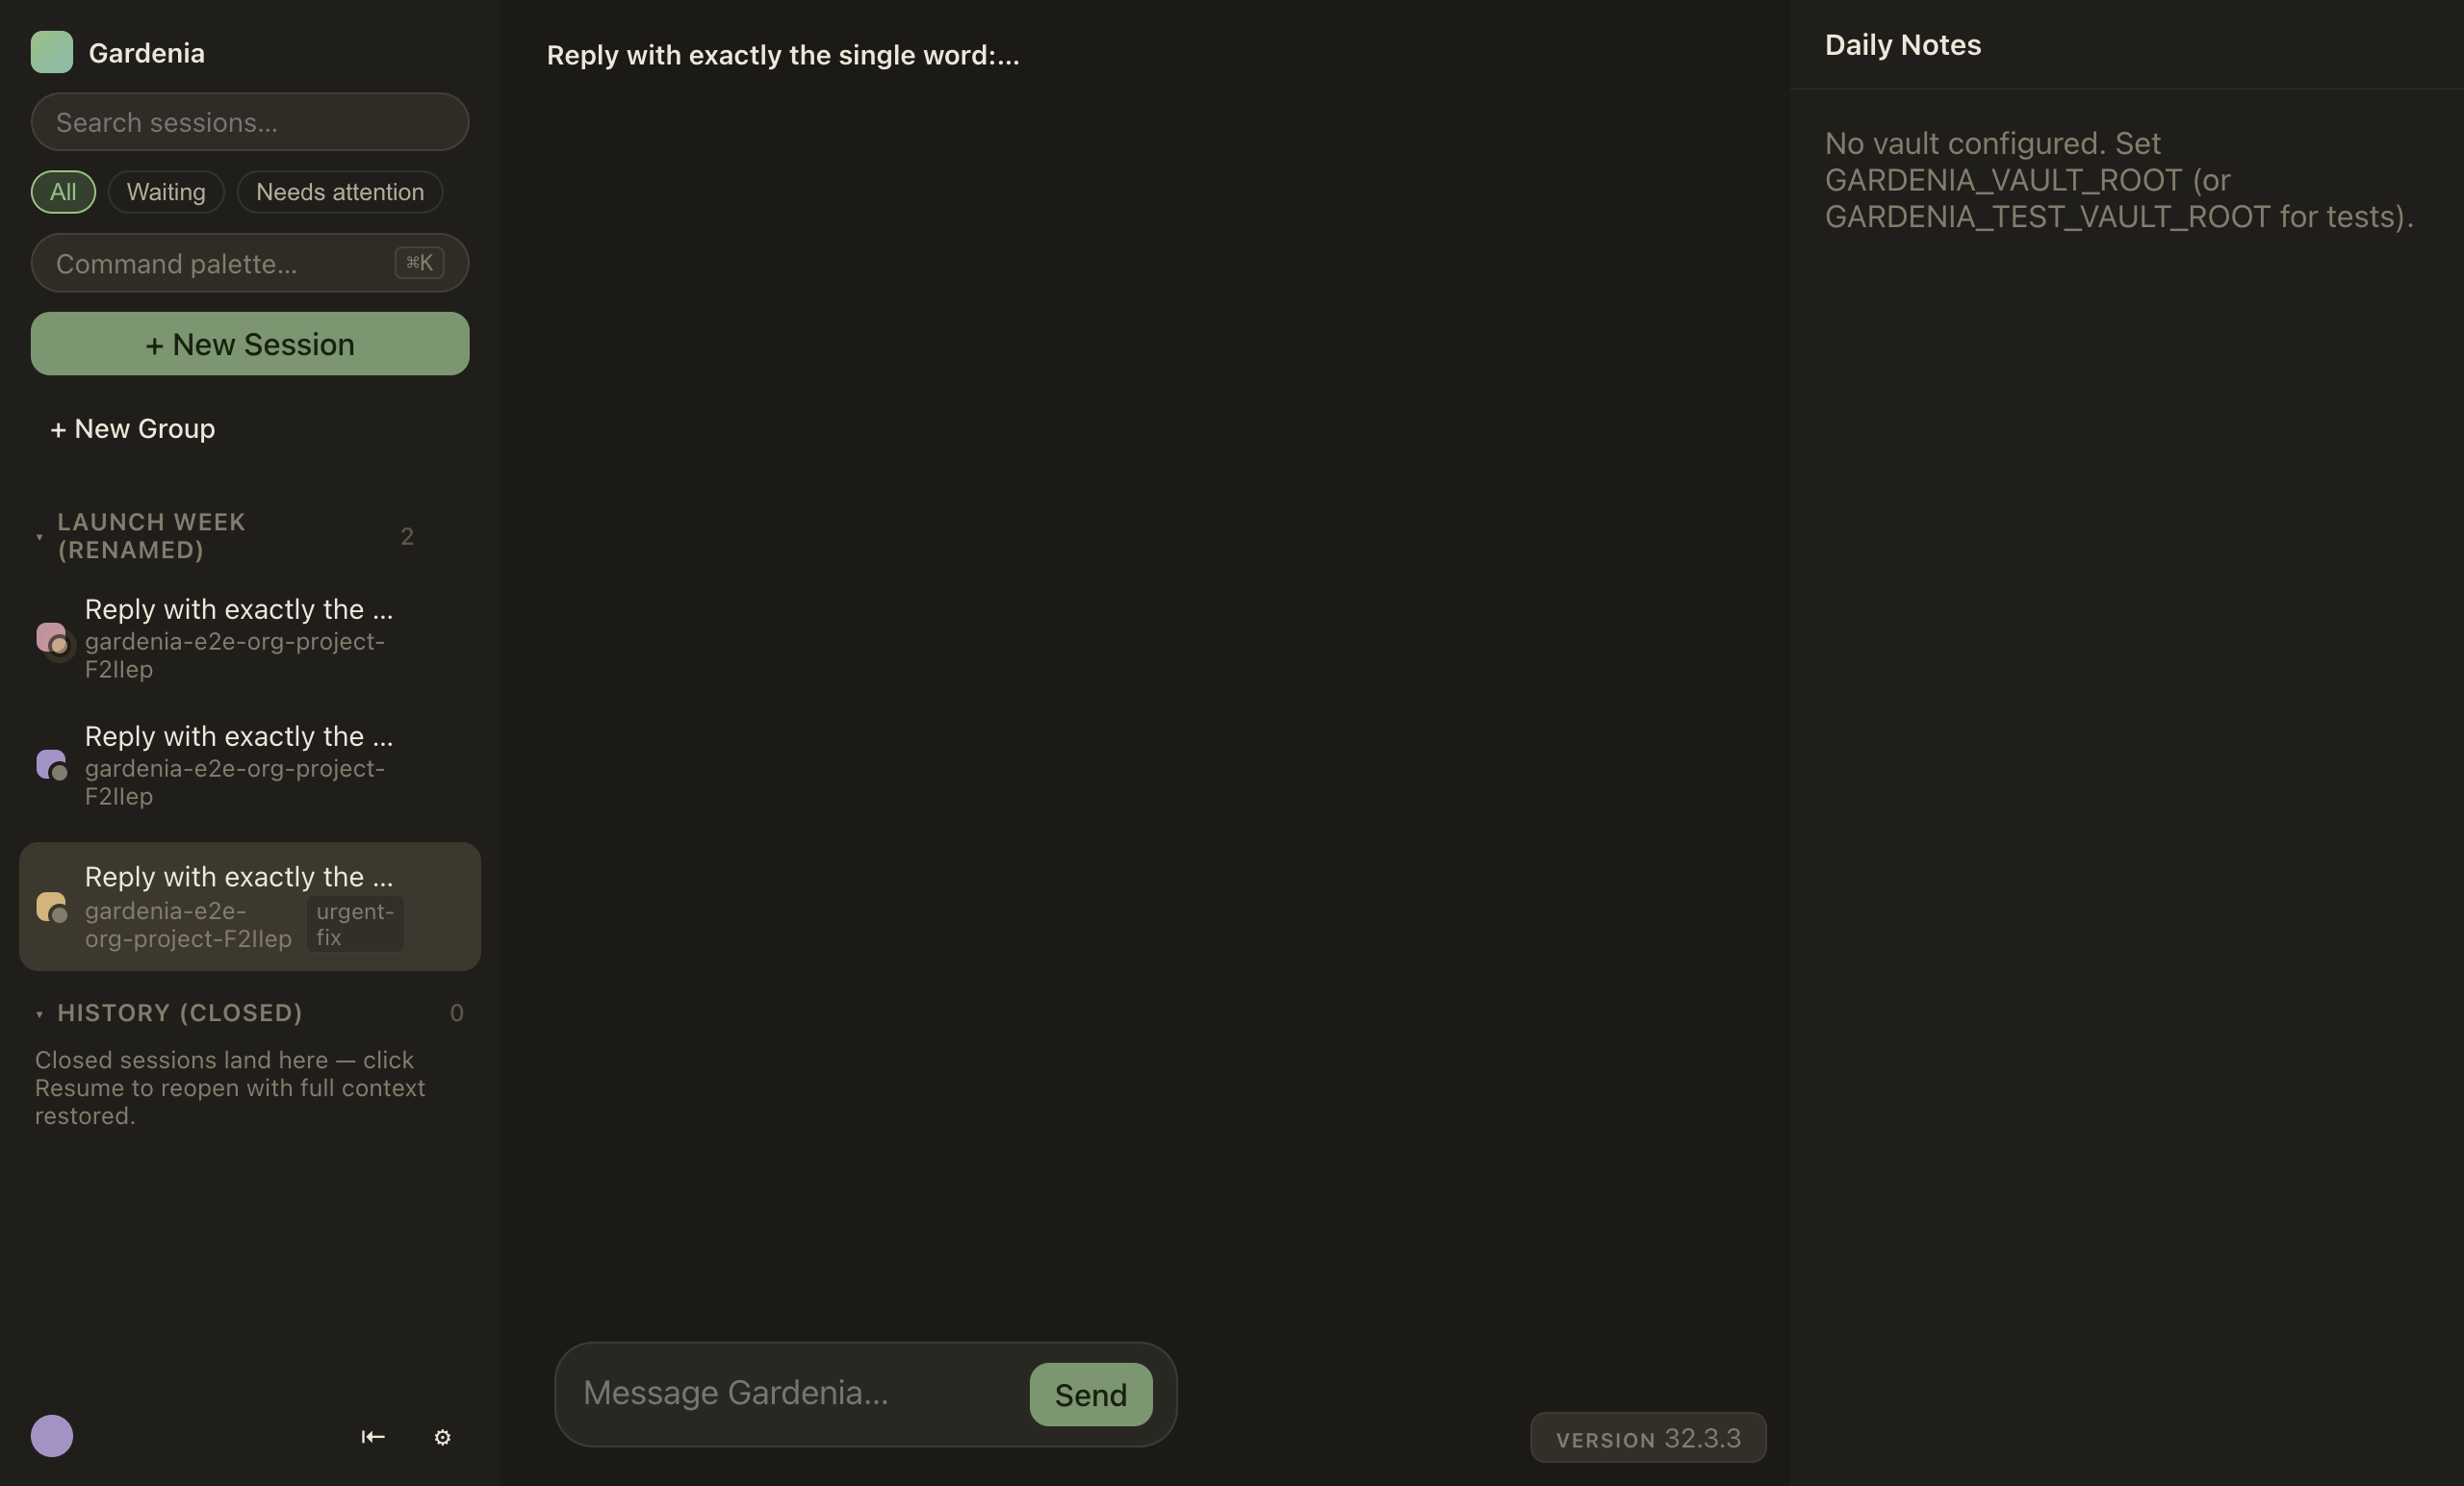 Gardenia
Search sessions...
All
Waiting
Needs attention
Command palette...
⌘K
+ New Session
+ New Group
LAUNCH WEEK
(RENAMED)
2
Reply with exactly the ...
gardenia-e2e-org-project-
F2IIep
Reply with exactly the ...
gardenia-e2e-org-project-
F2IIep
Reply with exactly the ...
gardenia-e2e-
org-project-F2IIep
urgent-
fix
HISTORY (CLOSED)
0
Closed sessions land here — click
Resume to reopen with full context
restored.
Reply with exactly the single word:...
Message Gardenia...
Send
VERSION 32.3.3
Daily Notes
No vault configured. Set
GARDENIA_VAULT_ROOT (or
GARDENIA_TEST_VAULT_ROOT for tests).